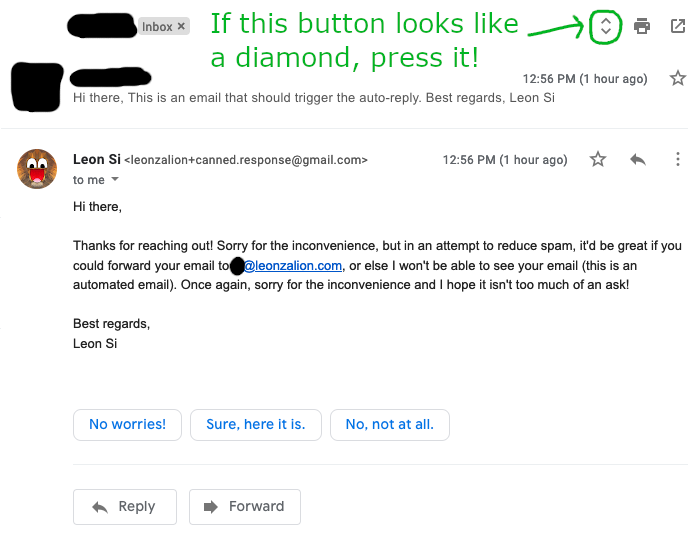 Inbox ×
If this button looks like
a diamond, press it!
12:56 PM (1 hour ago)
Hi there, This is an email that should trigger the auto-reply. Best regards, Leon Si
Leon Si <leonzalion+canned.response@gmail.com>
12:56 PM (1 hour ago)
to me
Hi there,
Thanks for reaching out! Sorry for the inconvenience, but in an attempt to reduce spam, it'd be great if you
could forward your email to @leonzalion.com, or else I won't be able to see your email (this is an
automated email). Once again, sorry for the inconvenience and I hope it isn't too much of an ask!
Best regards,
Leon Si
No worries!
Sure, here it is.
No, not at all.
Reply
Forward